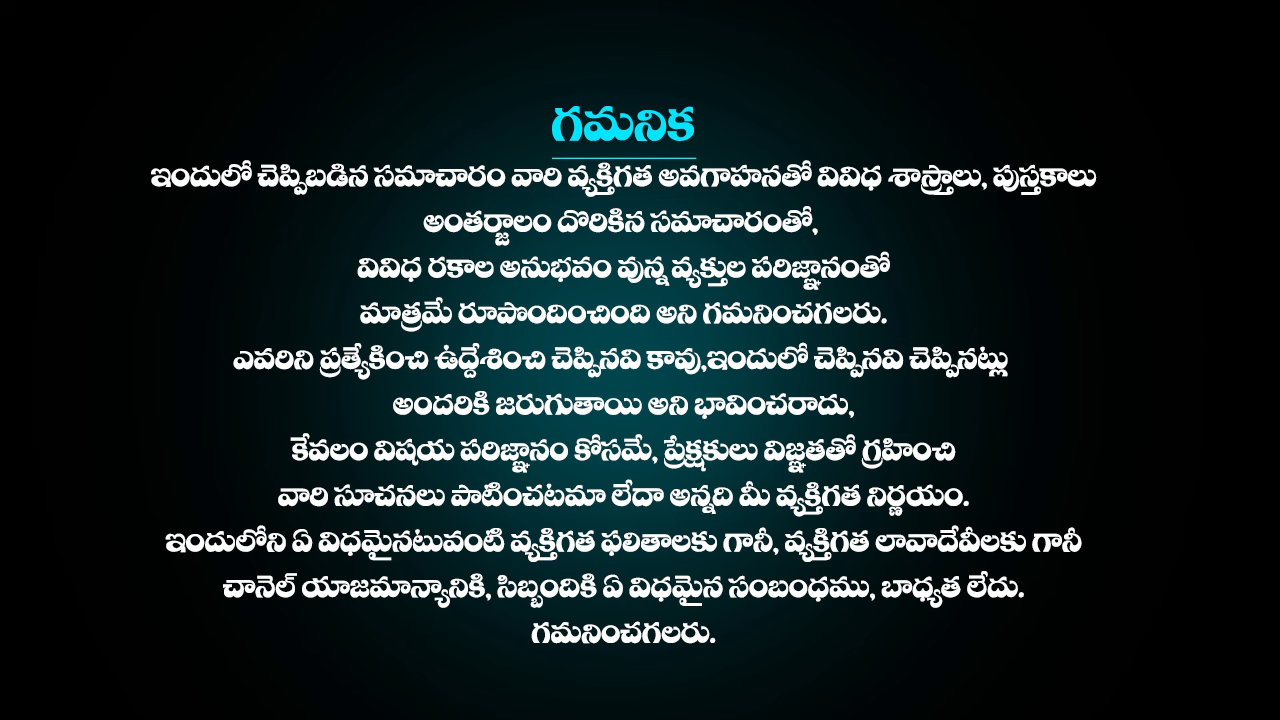 గమనిక
ఇందులో చెప్పిబడిన సమాచారం వారి వ్యక్తిగత అవగాహనతో వివిధ శాస్త్రాలు, పుస్తకాలు
అంతర్జాలం దొరికిన సమాచారంతో,
వివిధ రకాల అనుభవం వున్న వ్యక్తుల పరిజ్ఞానంతో
మాత్రమే రూపొందించింది అని గమనించగలరు.
ఎవరిని ప్రత్యేకించి ఉద్దేశించి చెప్పినవి కావు,ఇందులో చెప్పినవి చెప్పినట్లు
అందరికి జరుగుతాయి అని భావించరాదు,
కేవలం విషయ పరిజ్ఞానం కోసమే, ప్రేక్షకులు విజ్ఞతతో గ్రహించి
వారి సూచనలు పాటించటమా లేదా అన్నది మీ వ్యక్తిగత నిర్ణయం.
ఇందులోని ఏ విధమైనటువంటి వ్యక్తిగత ఫలితాలకు గానీ, వ్యక్తిగత లావాదేవీలకు గానీ
చానెల్ యాజమాన్యానికి, సిబ్బందికి ఏ విధమైన సంబంధము, బాధ్యత లేదు.
గమనించగలరు.